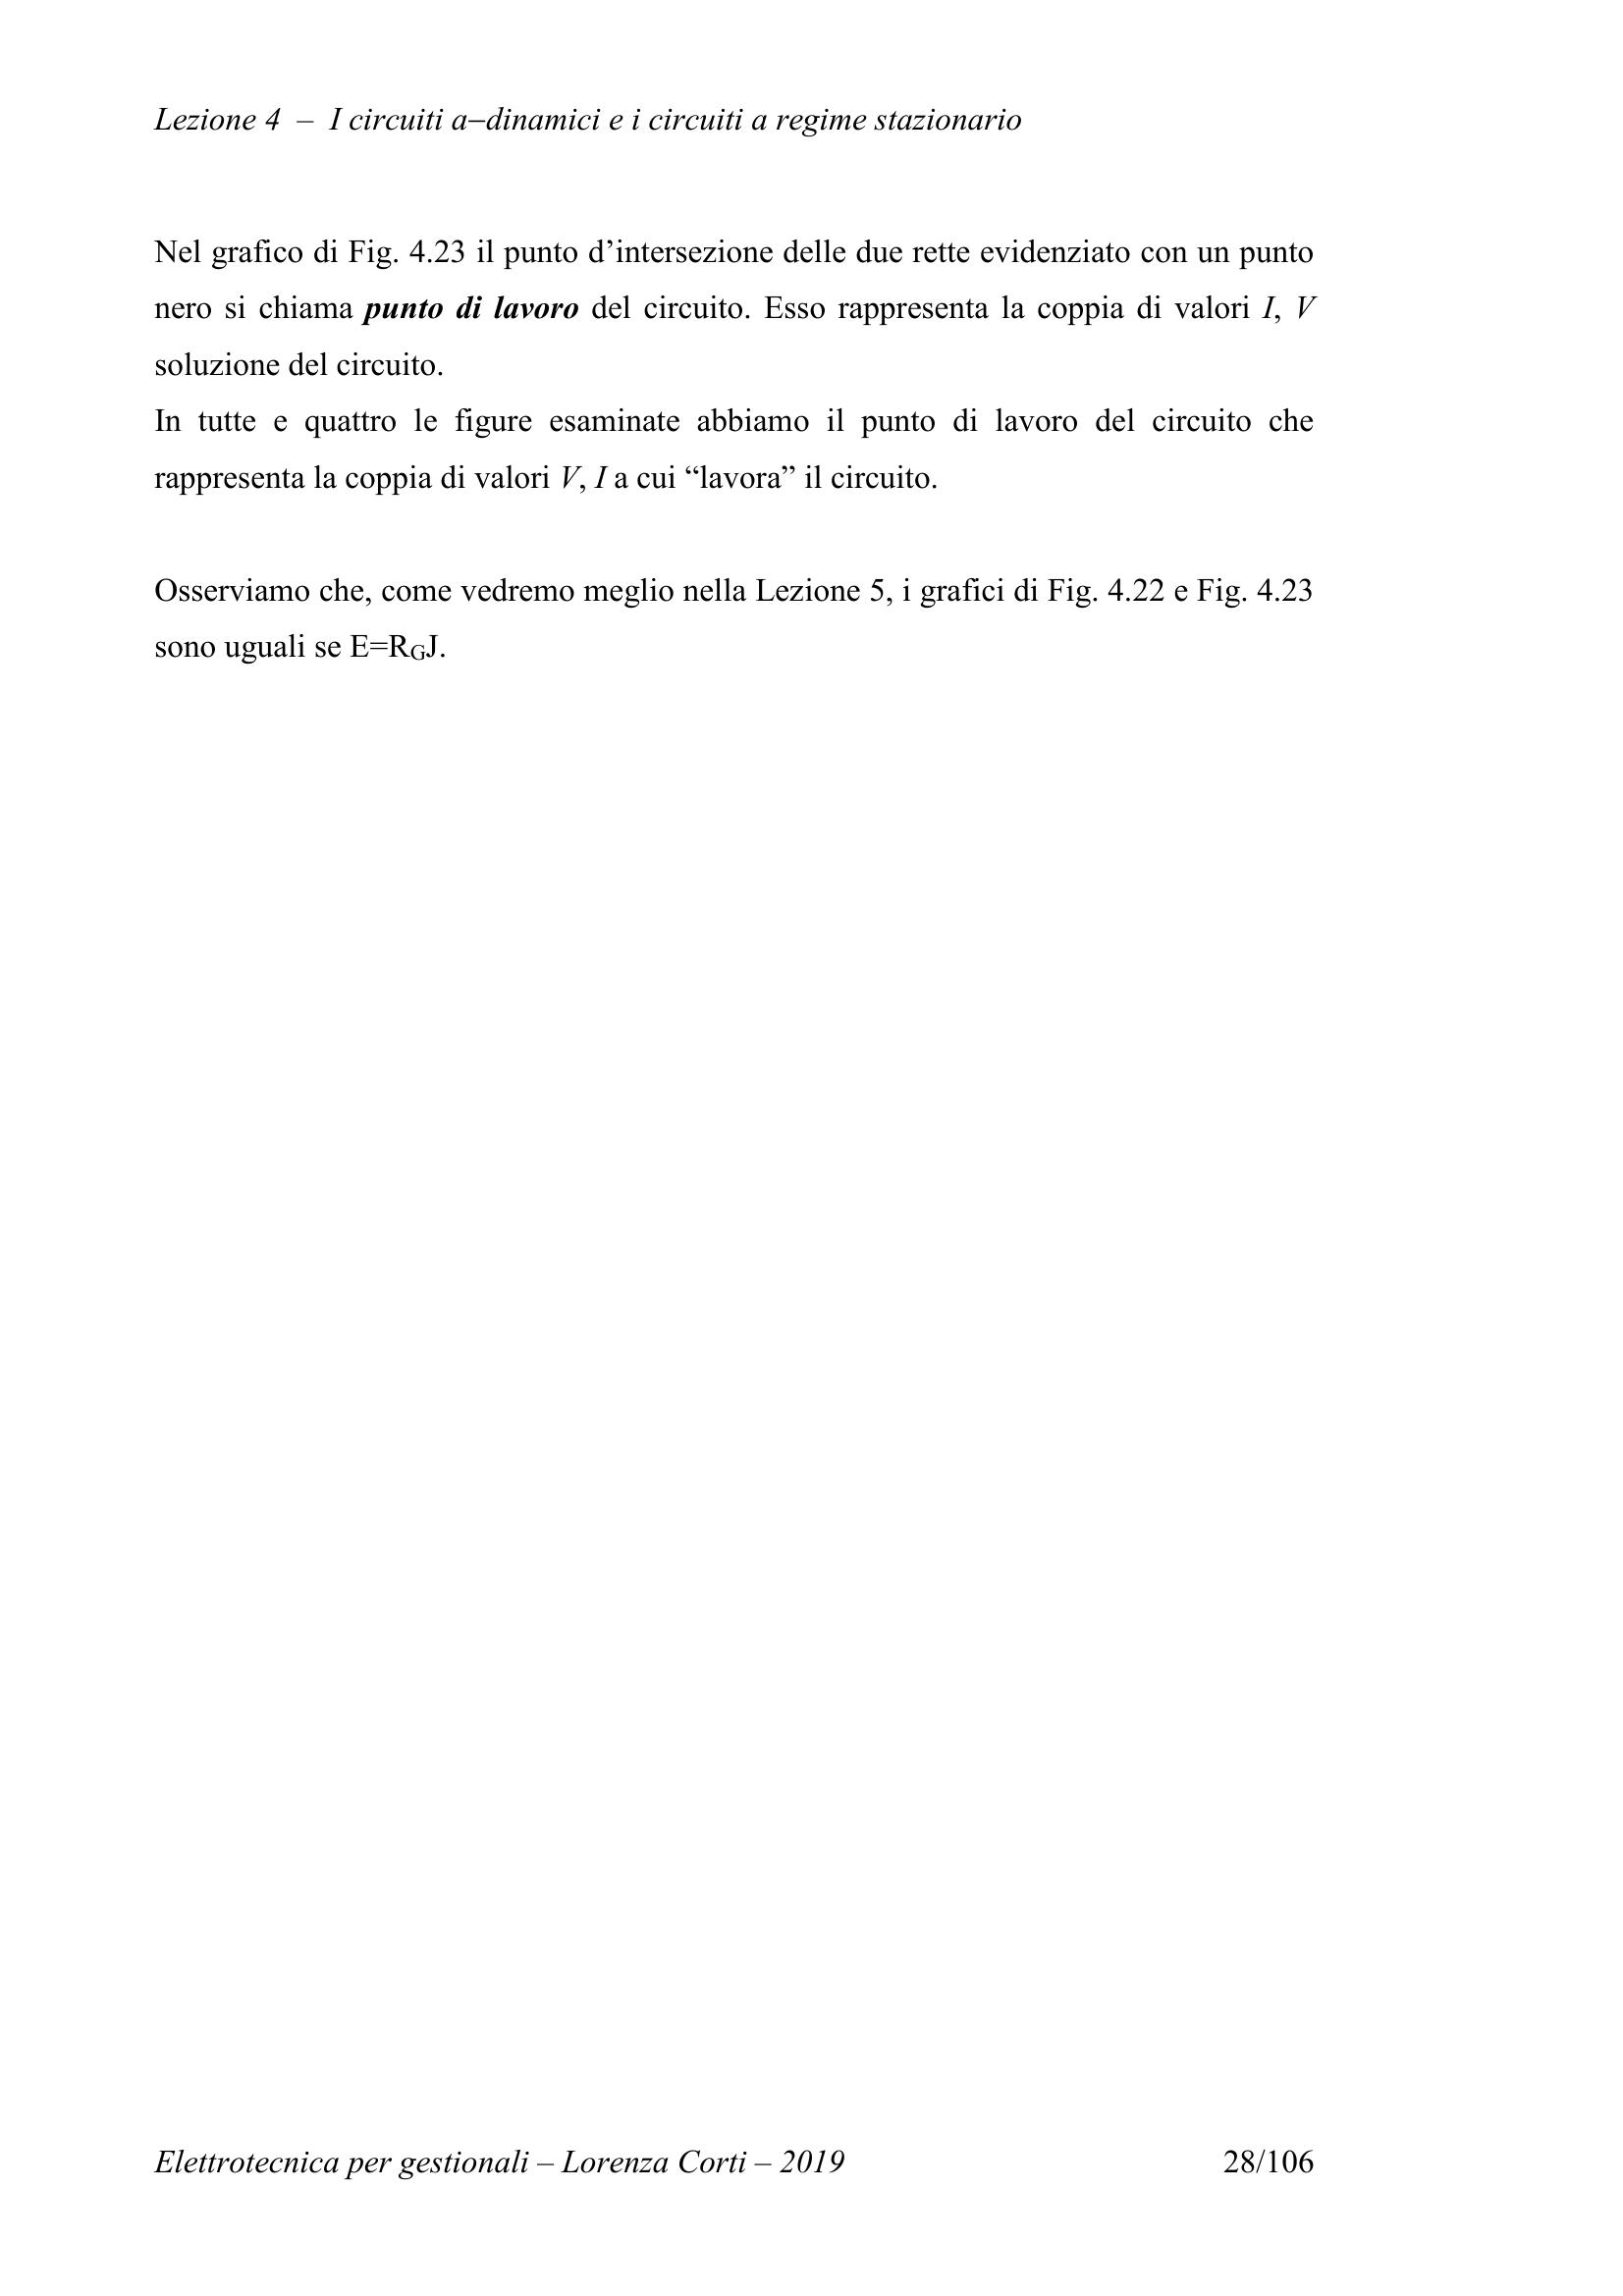 Lezione 4 – I circuiti a–dinamici e i circuiti a regime stazionario
Nel grafico di Fig. 4.23 il punto d’intersezione delle due rette evidenziato con un punto
nero si chiama punto di lavoro del circuito. Esso rappresenta la coppia di valori I, V
soluzione del circuito.
In tutte e quattro le figure esaminate abbiamo il punto di lavoro del circuito che
rappresenta la coppia di valori V, I a cui “lavora” il circuito.
Osserviamo che, come vedremo meglio nella Lezione 5, i grafici di Fig. 4.22 e Fig. 4.23
sono uguali se E=RGJ.
Elettrotecnica per gestionali – Lorenza Corti – 2019 28/106